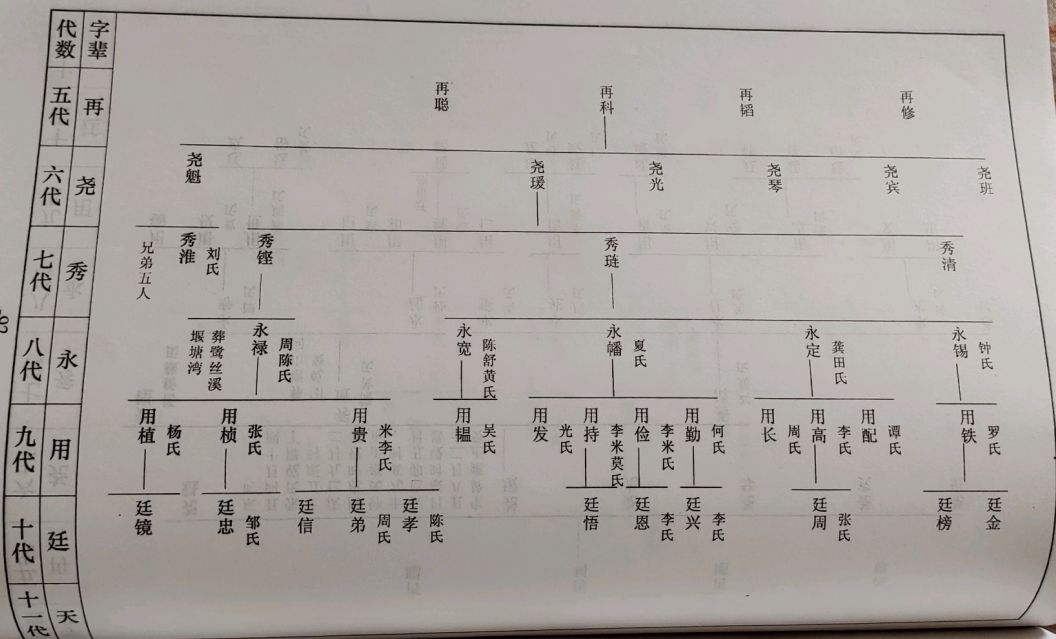 代数 字辈
五代 再
再聪 再科 再韬 再修
六代 尧
尧魁 尧瑗 尧光 尧琴 尧宾 尧班
七代 秀
兄弟五人 秀淮 刘氏 秀铿 秀琏 秀清
八代 永
堰塘湾 葬鹭丝溪 永禄 周陈氏 永宽 陈舒黄氏 永幡 夏氏 永定 龚田氏 永锡 钟氏
九代 用
用植 杨氏 用桢 张氏 用贵 米李氏 用韫 吴氏 用发 光氏 用持 李米莫氏 用俭 李米氏 用勤 何氏 用长 周氏 用高 李氏 用配 谭氏 用铁 罗氏
十代 廷
廷镜 廷忠 邹氏 廷信 廷弟 周氏 廷孝 陈氏 廷悟 廷恩 李氏 廷兴 李氏 廷周 张氏 廷榜 廷金
十一代 天